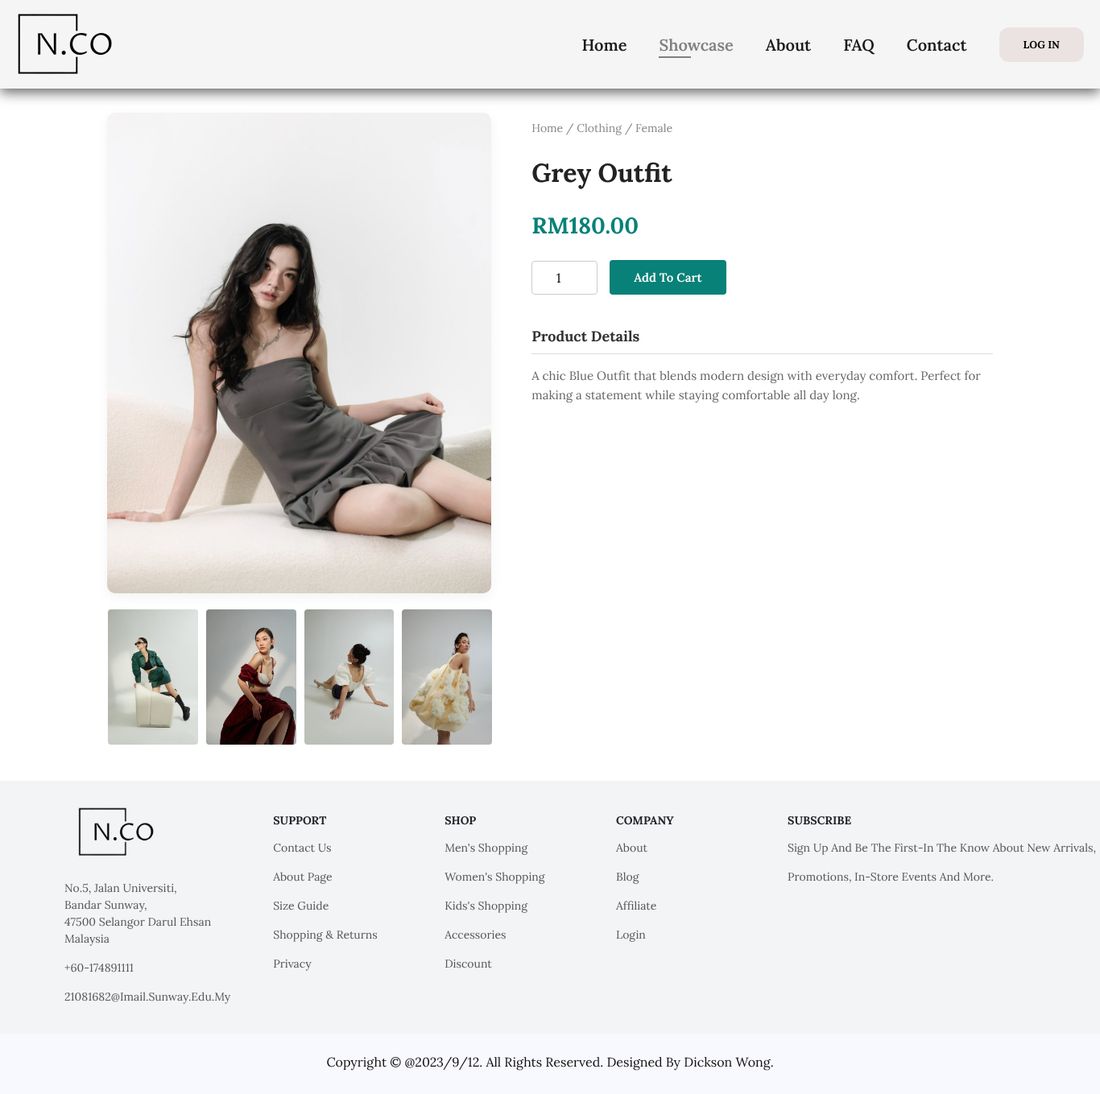 N.CO
Home
Showcase
About
FAQ
Contact
LOG IN
Home / Clothing / Female
Grey Outfit
RM180.00
1
Add To Cart
Product Details
A chic Blue Outfit that blends modern design with everyday comfort. Perfect for
making a statement while staying comfortable all day long.
N.CO
No.5, Jalan Universiti,
Bandar Sunway,
47500 Selangor Darul Ehsan
Malaysia
+60-174891111
21081682@Imail.Sunway.Edu.My
SUPPORT
Contact Us
About Page
Size Guide
Shopping & Returns
Privacy
SHOP
Men's Shopping
Women's Shopping
Kids's Shopping
Accessories
Discount
COMPANY
About
Blog
Affiliate
Login
SUBSCRIBE
Sign Up And Be The First-In The Know About New Arrivals,
Promotions, In-Store Events And More.
Copyright © @2023/9/12. All Rights Reserved. Designed By Dickson Wong.